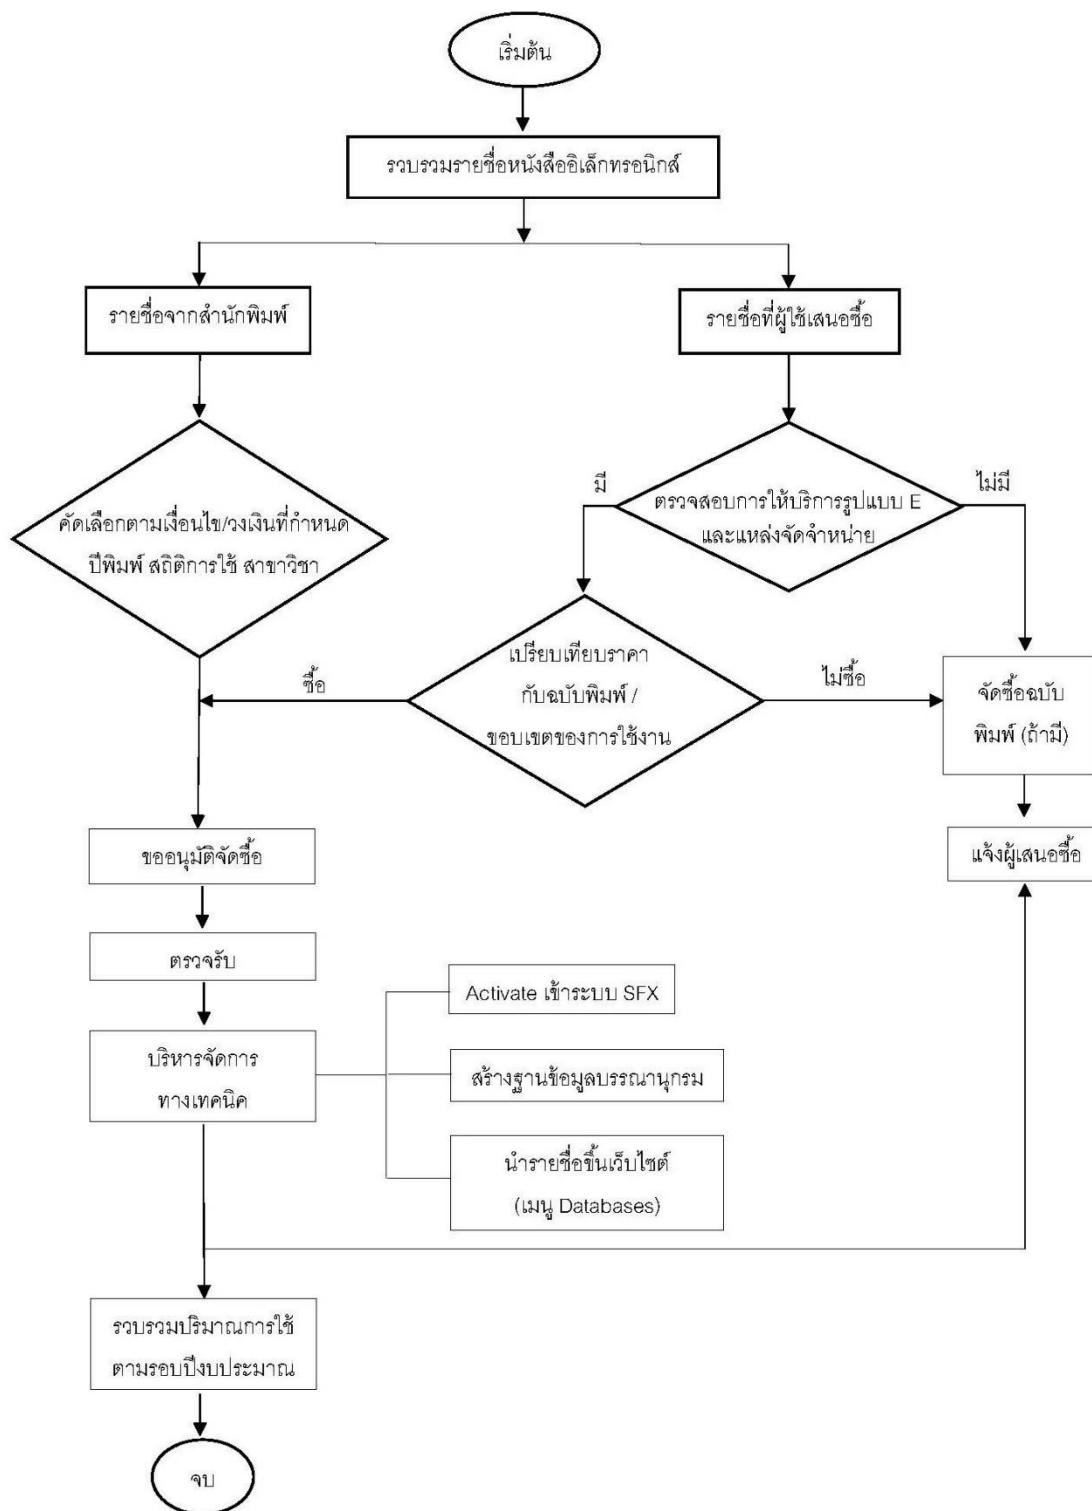 เริ่มต้น
รวบรวมรายชื่อหนังสืออิเล็กทรอนิกส์
รายชื่อจากสำนักพิมพ์
รายชื่อที่ผู้ใช้เสนอซื้อ
คัดเลือกตามเงื่อนไข/วงเงินที่กำหนด
ปีพิมพ์ สถิติการใช้ สาขาวิชา
มี
ตรวจสอบการให้บริการรูปแบบ E
และแหล่งจัดจำหน่าย
ไม่มี
ซื้อ
เปรียบเทียบราคา
กับฉบับพิมพ์ /
ขอบเขตของการใช้งาน
ไม่ซื้อ
จัดซื้อฉบับ
พิมพ์ (ถ้ามี)
ขออนุมัติจัดซื้อ
แจ้งผู้เสนอซื้อ
ตรวจรับ
บริหารจัดการ
ทางเทคนิค
Activate เข้าระบบ SFX
สร้างฐานข้อมูลบรรณานุกรม
นำรายชื่อขึ้นเว็บไซต์
(เมนู Databases)
รวบรวมปริมาณการใช้
ตามรอบปีงบประมาณ
จบ